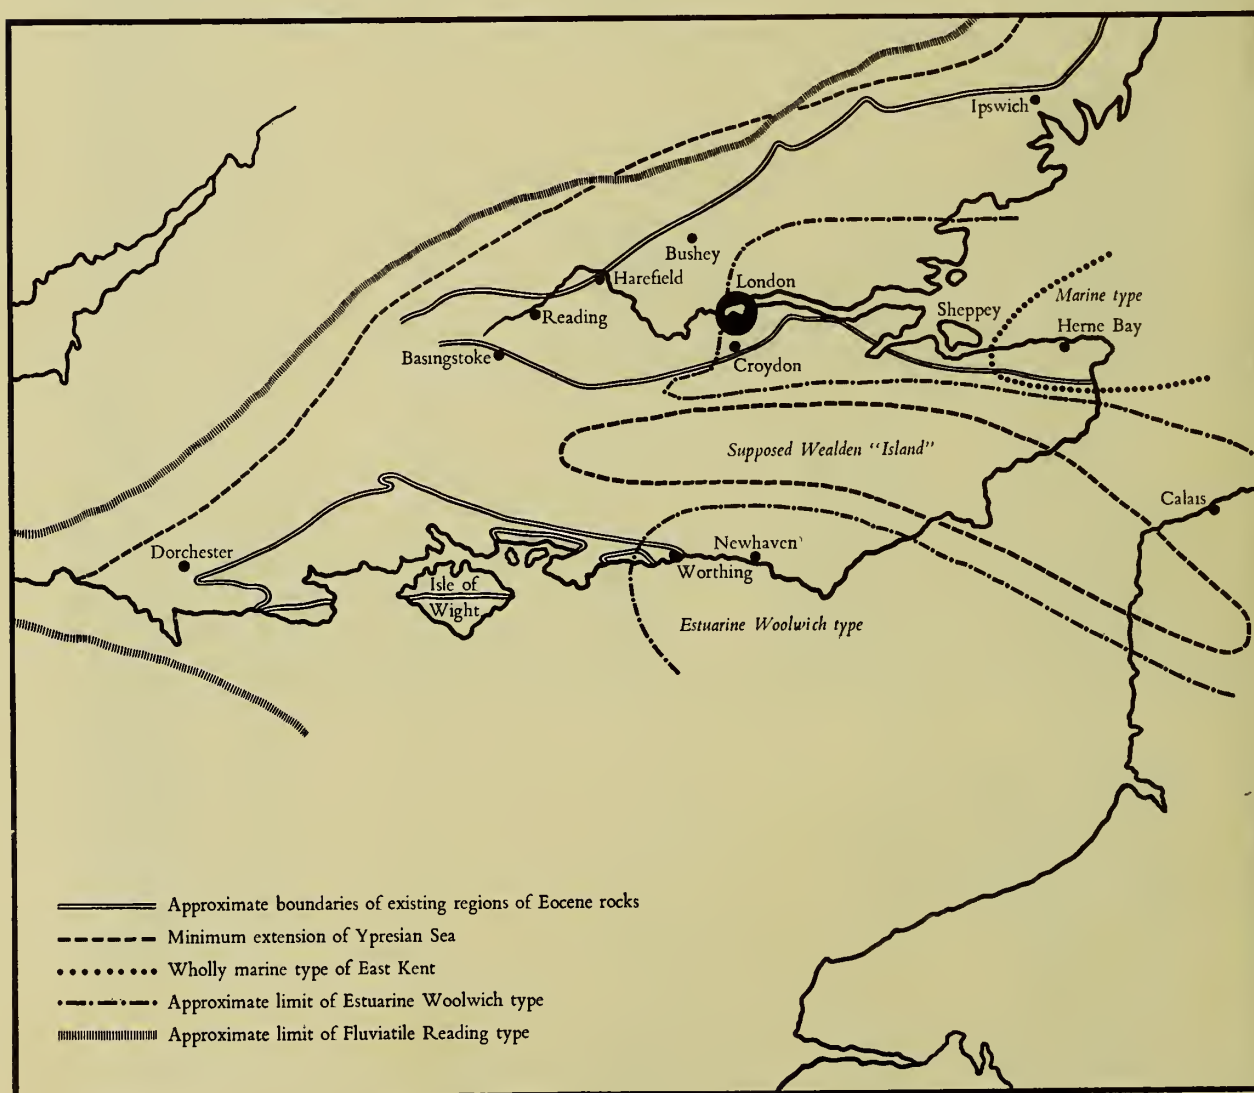 Ipswich
Bushey
Harefield
London
Marine type
Sheppey
Reading
Herne Bay
Basingstoke
Croydon
Supposed Wealden “Island”
Calais
Dorchester
Newhaven
Worthing
Isle of
Wight
Estuarine Woolwich type
Approximate boundaries of existing regions of Eocene rocks
Minimum extension of Ypresian Sea
Wholly marine type of East Kent
Approximate limit of Estuarine Woolwich type
Approximate limit of Fluviatile Reading type